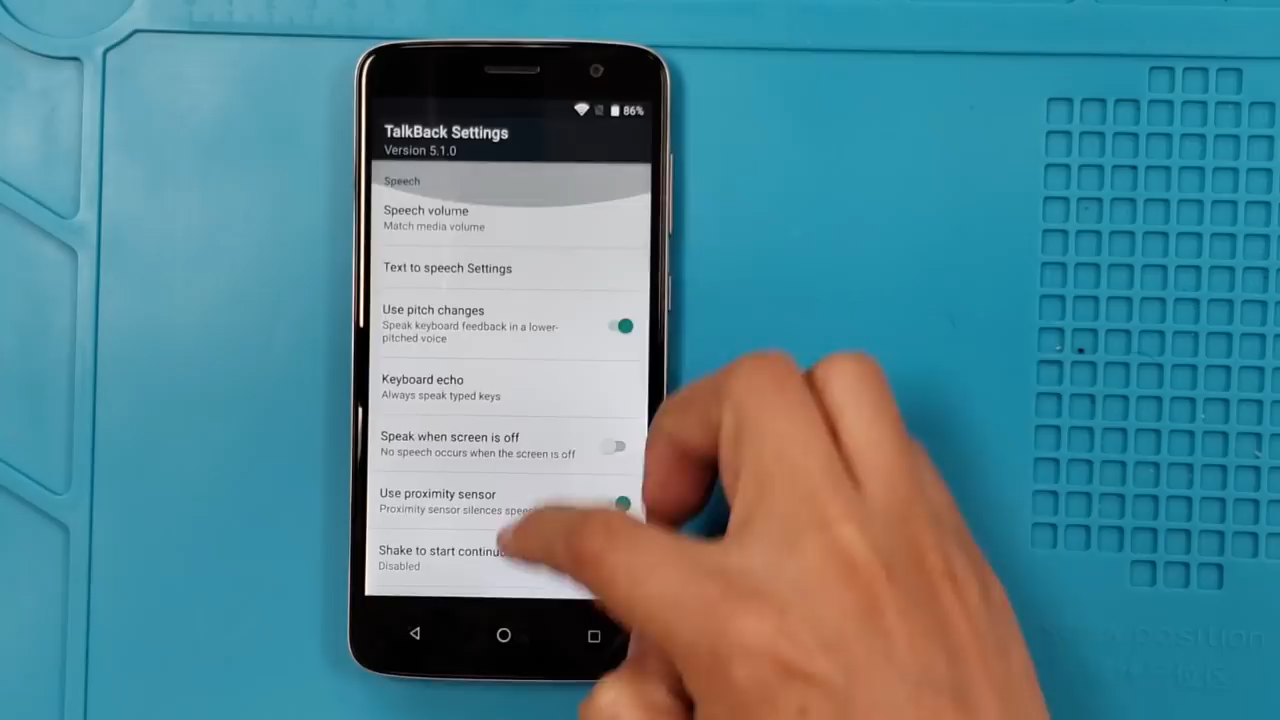 86%
TalkBack Settings
Version 5.1.0
Speech
Speech volume
Match media volume
Text to speech Settings
Use pitch changes
Speak keyboard feedback in a lower-
pitched voice
Keyboard echo
Always speak typed keys
Speak when screen is off
No speech occurs when the screen is off
Use proximity sensor
Proximity sensor silences
Shake to start
Disabled
position